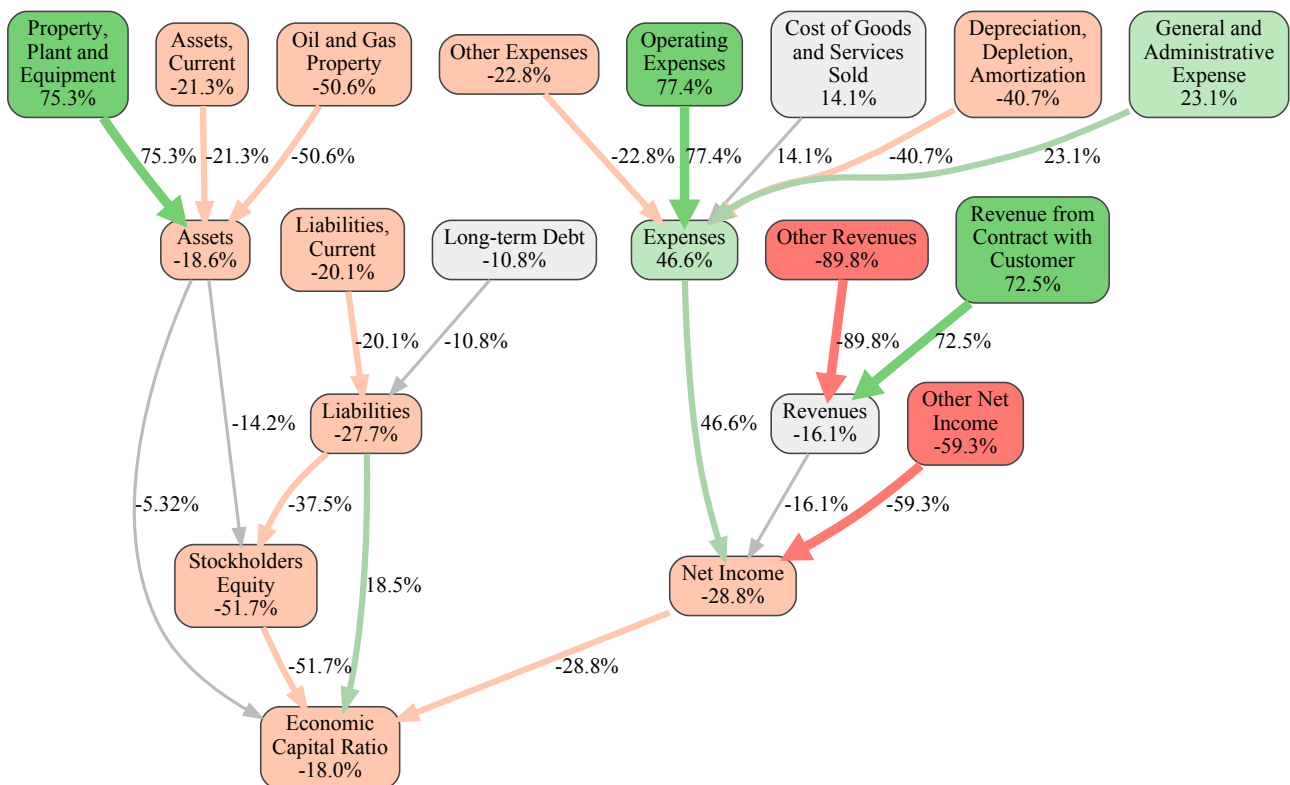 Property,
Plant and
Equipment
75.3%
Assets,
Current
-21.3%
Oil and Gas
Property
-50.6%
Other Expenses
-22.8%
Operating
Expenses
77.4%
Cost of Goods
and Services
Sold
14.1%
Depreciation,
Depletion,
Amortization
-40.7%
General and
Administrative
Expense
23.1%
75.3%
-21.3%
-50.6%
-22.8%
77.4%
14.1%
-40.7%
23.1%
Assets
-18.6%
Liabilities,
Current
-20.1%
Long-term Debt
-10.8%
Expenses
46.6%
Other Revenues
-89.8%
Revenue from
Contract with
Customer
72.5%
-20.1%
-10.8%
-89.8%
72.5%
-14.2%
Liabilities
-27.7%
46.6%
Revenues
-16.1%
Other Net
Income
-59.3%
-5.32%
-37.5%
-16.1%
-59.3%
Stockholders
Equity
-51.7%
18.5%
Net Income
-28.8%
-51.7%
-28.8%
Economic
Capital Ratio
-18.0%